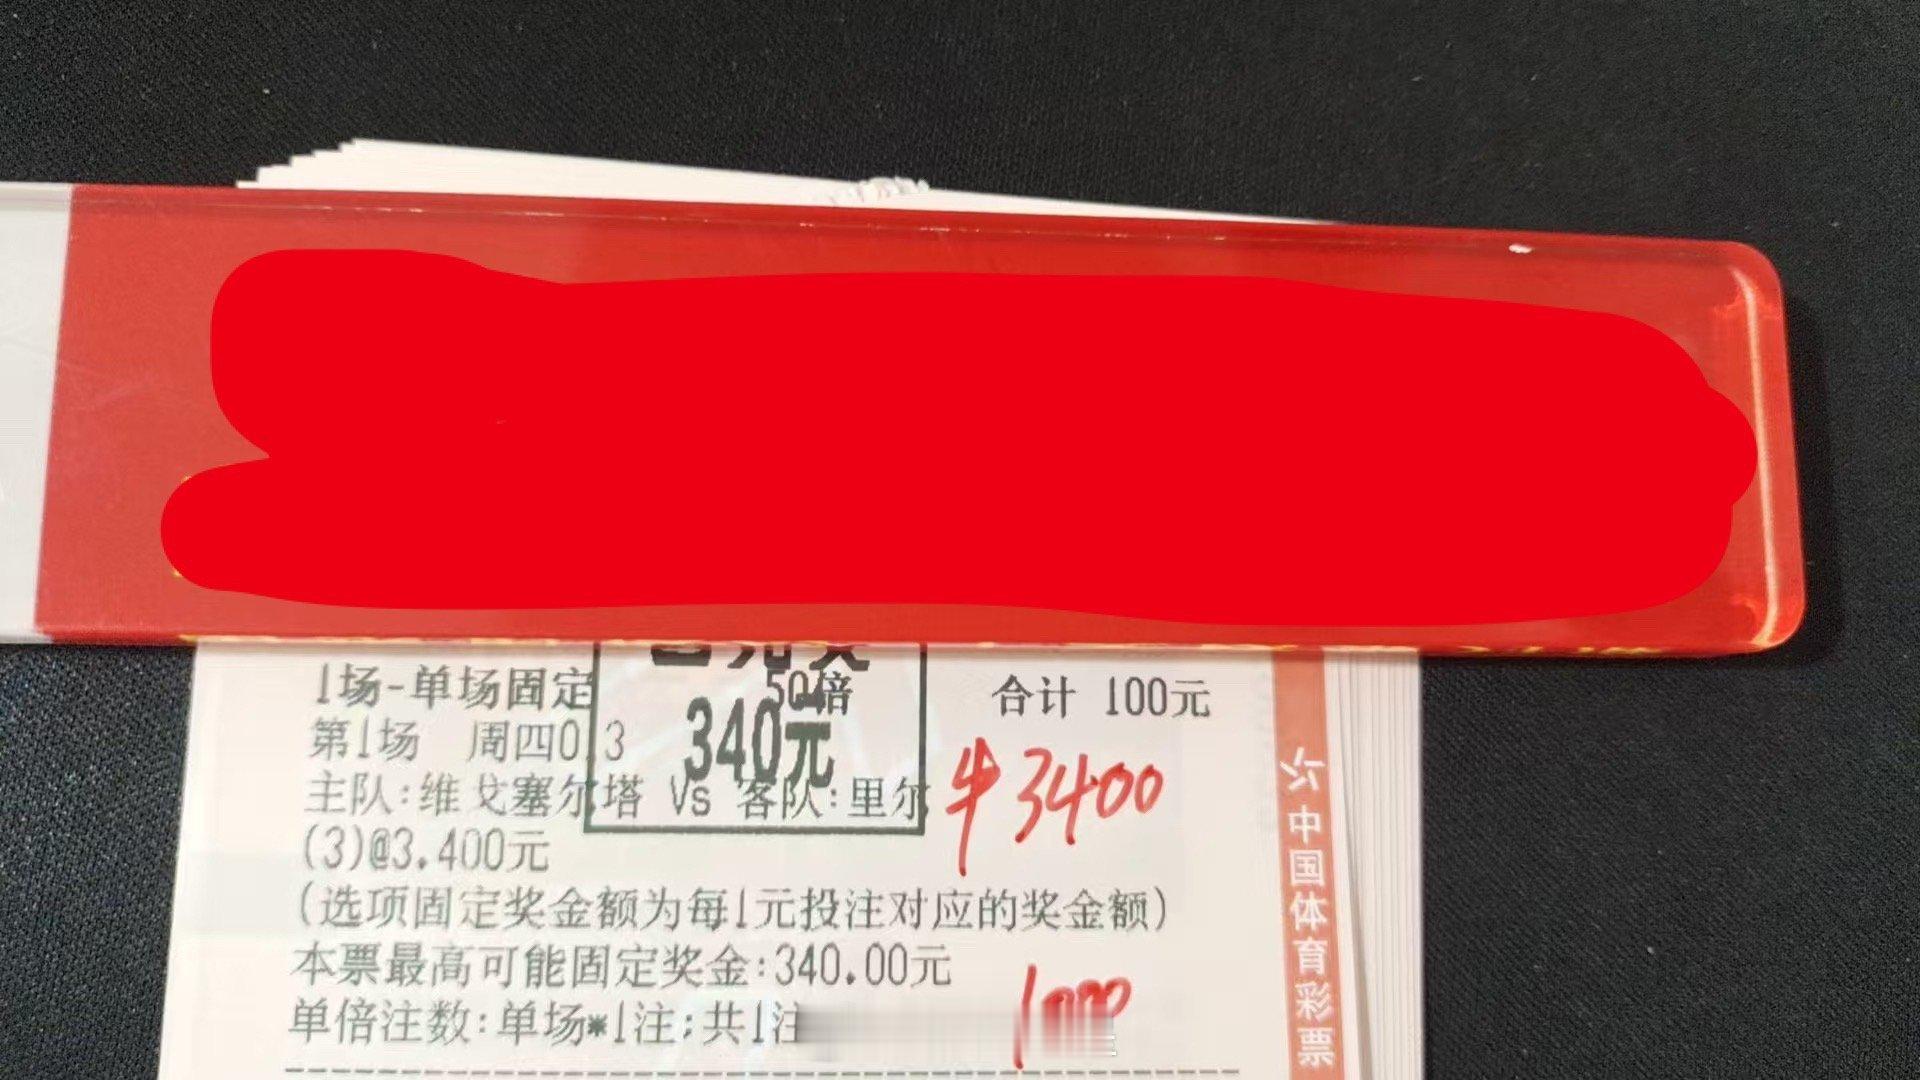 1场-单场固定
50倍
合计 100元
340元
第1场 周四013
主队:维戈塞尔塔 Vs 客队:里尔
半3400
(3)@3.400元
(选项固定奖金额为每1元投注对应的奖金额)
本票最高可能固定奖金:340.00元
单倍注数:单场*1注;共1注
1000
中国体育彩票